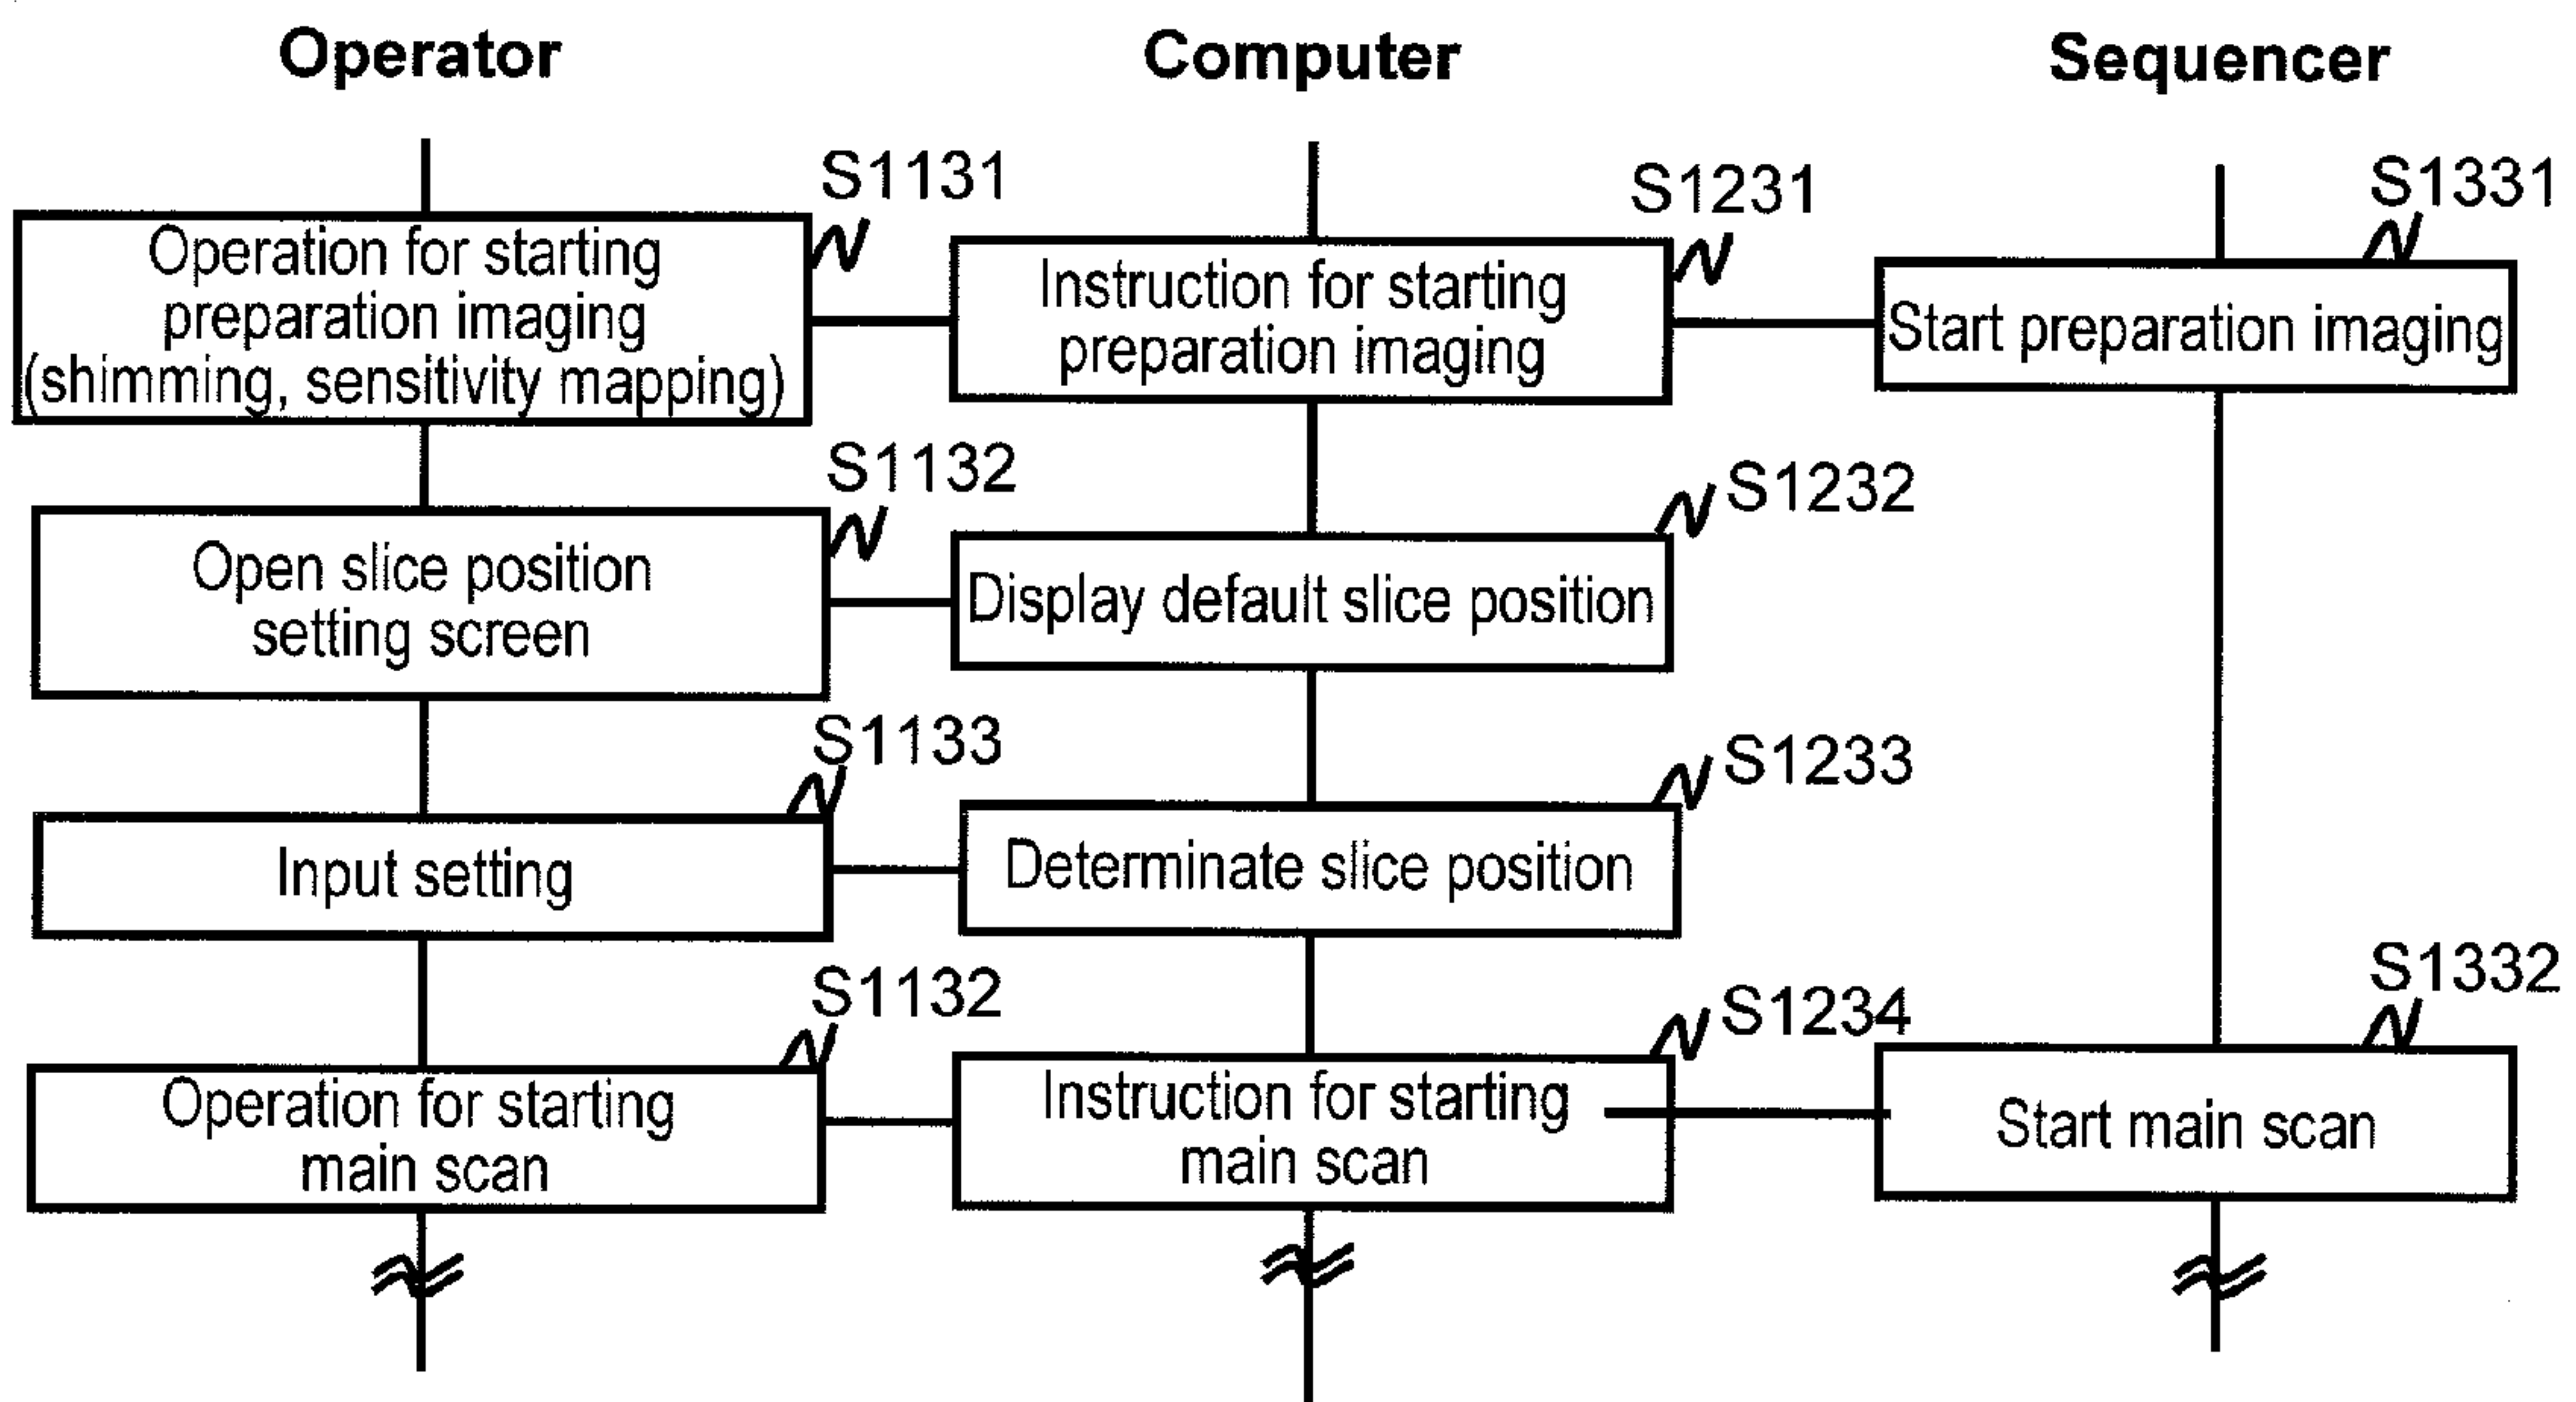 Operator
Computer
Sequencer
S1131
S1231
S1331
Operation for starting
preparation imaging
(shimming, sensitivity mapping)
Instruction for starting
preparation imaging
Start preparation imaging
S1132
S1232
Open slice position
setting screen
Display default slice position
S1133
S1233
Input setting
Determinate slice position
S1132
S1234
S1332
Operation for starting
main scan
Instruction for starting
main scan
Start main scan